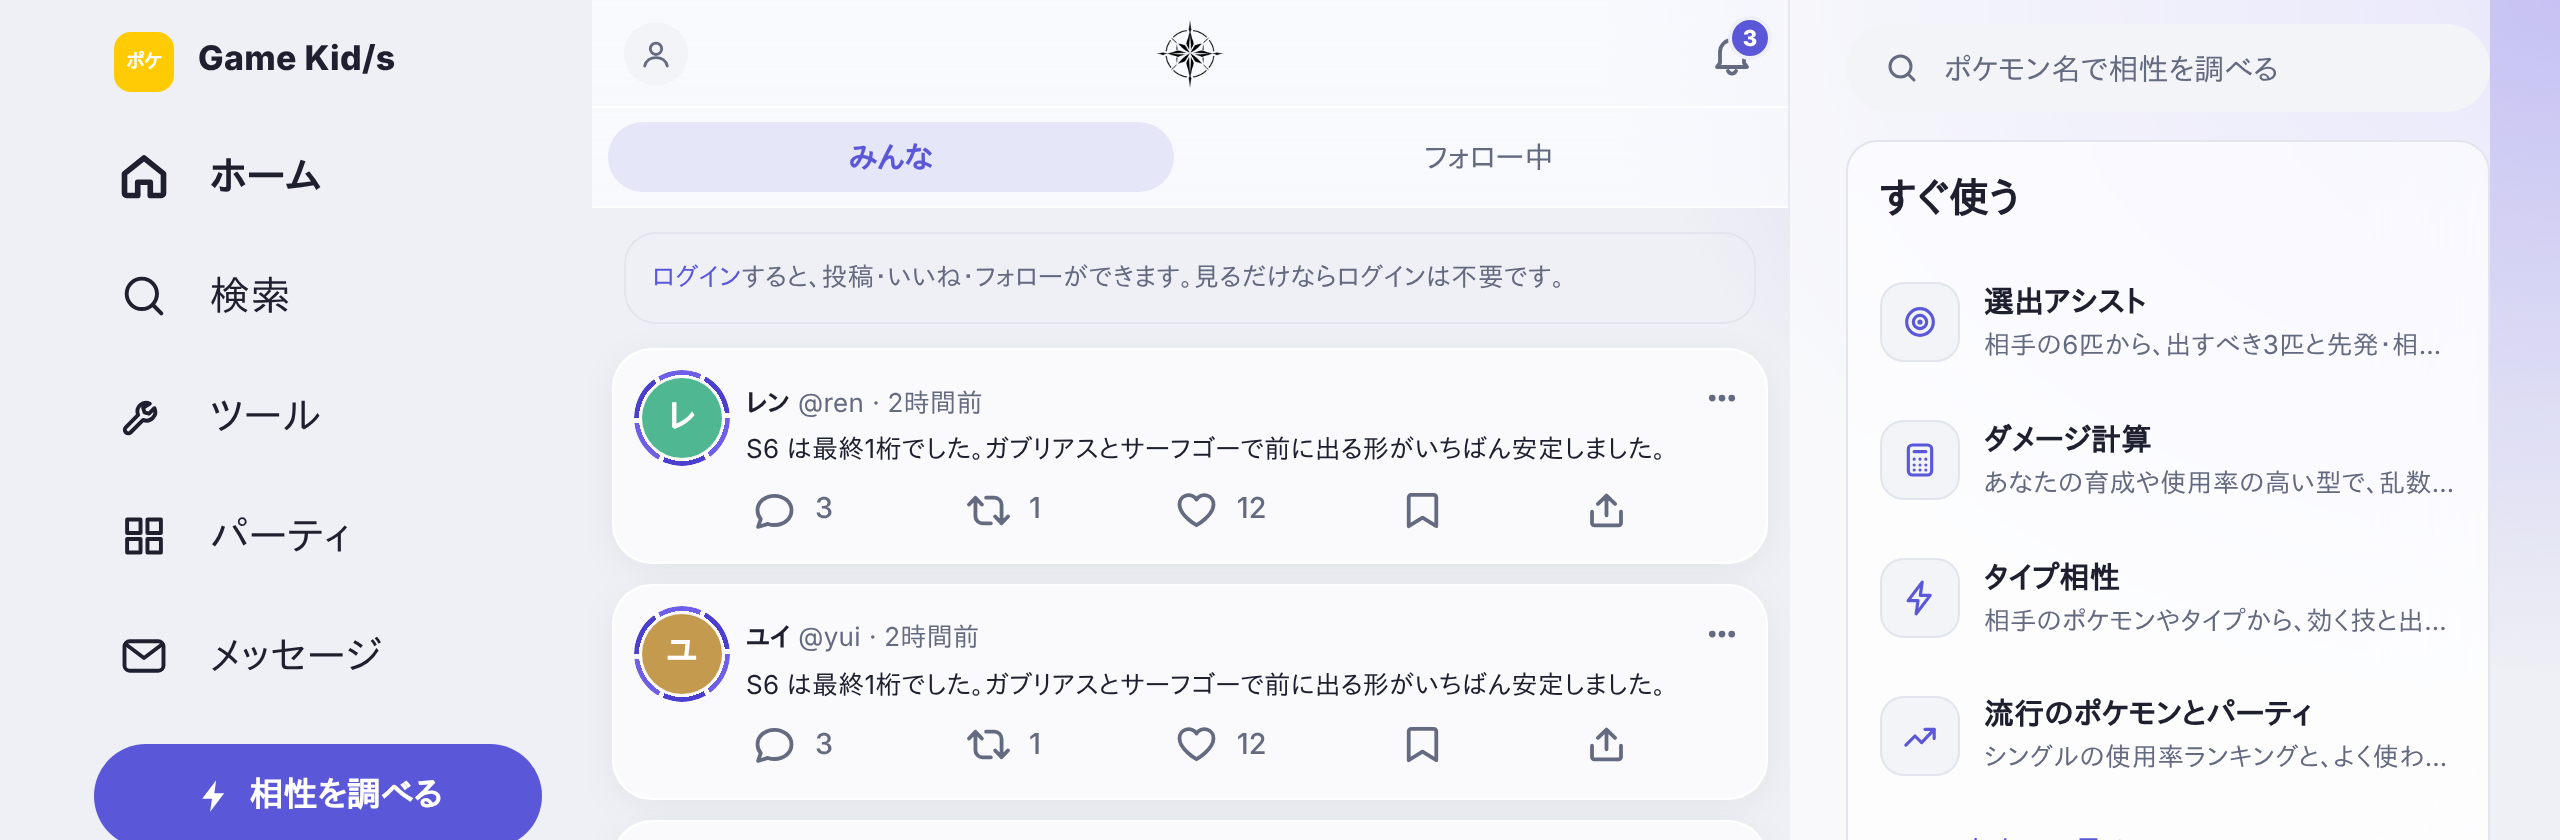 ポケ
Game Kid/s
ホーム
検索
ツール
パーティ
メッセージ
相性を調べる
3
みんな
フォロー中
ログインすると、投稿・いいね・フォローができます。見るだけならログインは不要です。
レ
レン @ren · 2時間前
S6 は最終1桁でした。ガブリアスとサーフゴーで前に出る形がいちばん安定しました。
3 1 12
ユ
ユイ @yui · 2時間前
S6 は最終1桁でした。ガブリアスとサーフゴーで前に出る形がいちばん安定しました。
3 1 12
ポケモン名で相性を調べる
すぐ使う
選出アシスト
相手の6匹から、出すべき3匹と先発・相...
ダメージ計算
あなたの育成や使用率の高い型で、乱数...
タイプ相性
相手のポケモンやタイプから、効く技と出...
流行のポケモンとパーティ
シングルの使用率ランキングと、よく使わ...